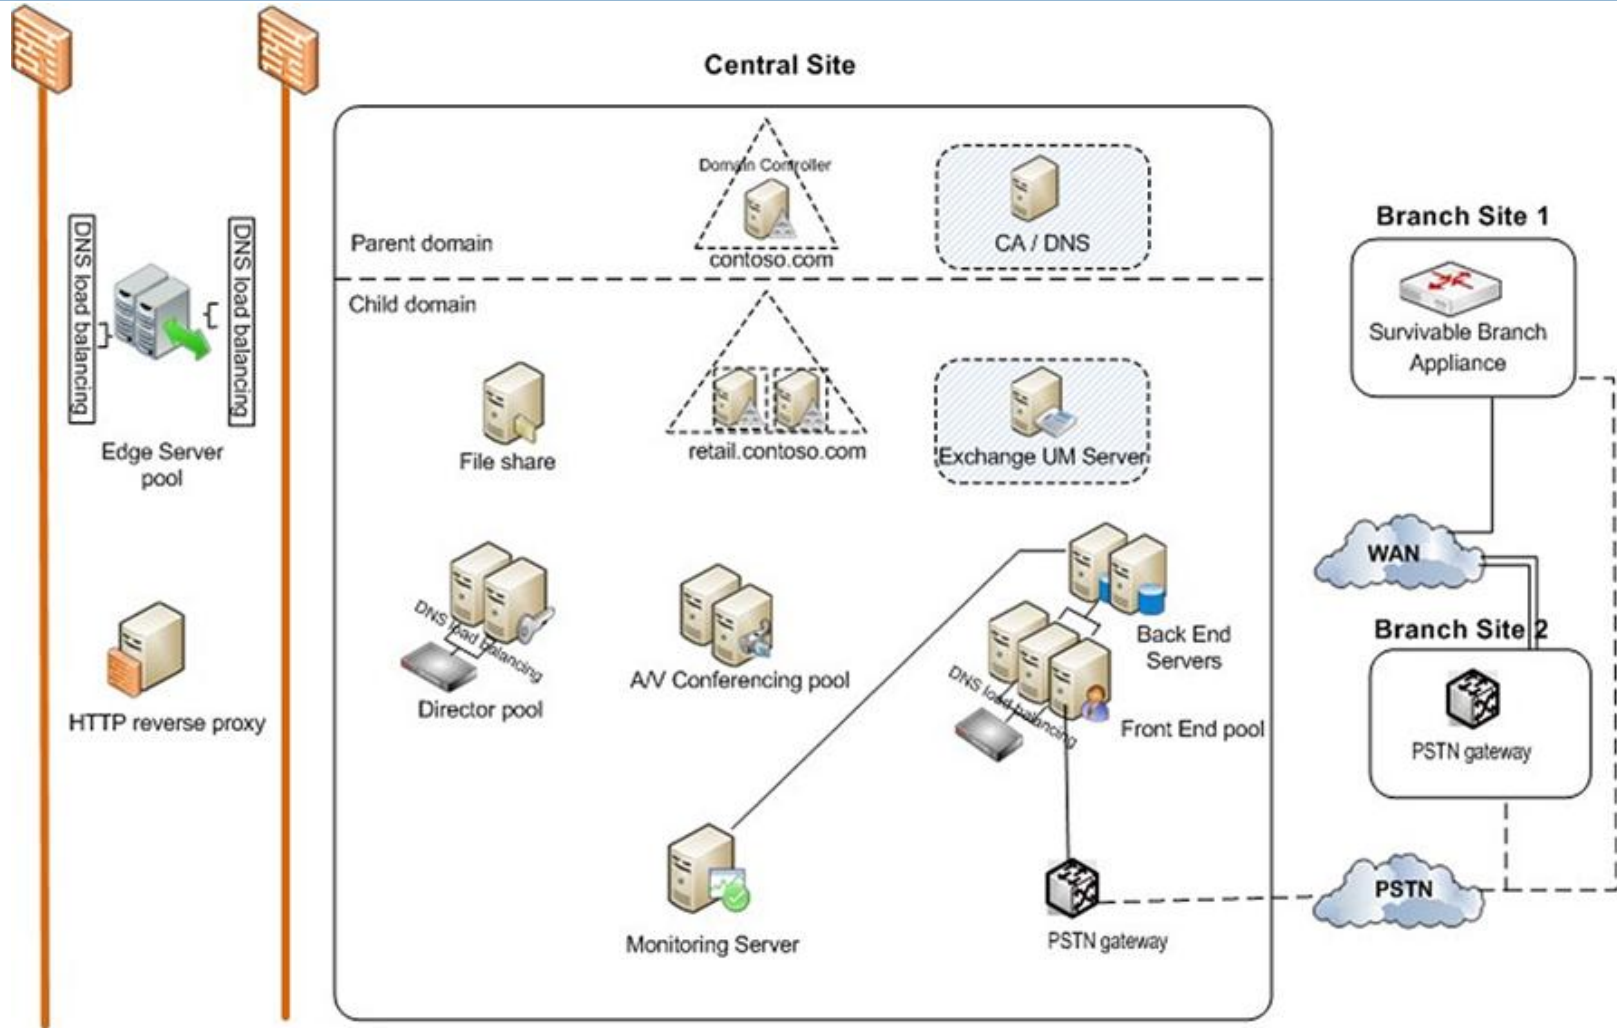 Central Site
Domain Controller
Parent domain
contoso.com
CA / DNS
Child domain
DNS load balancing
DNS load balancing
Edge Server
pool
File share
retail.contoso.com
Exchange UM Server
HTTP reverse proxy
DNS load balancing
Director pool
A/V Conferencing pool
Back End
Servers
DNS load balancing
Front End pool
Monitoring Server
PSTN gateway
Branch Site 1
Survivable Branch
Appliance
WAN
Branch Site 2
PSTN gateway
PSTN